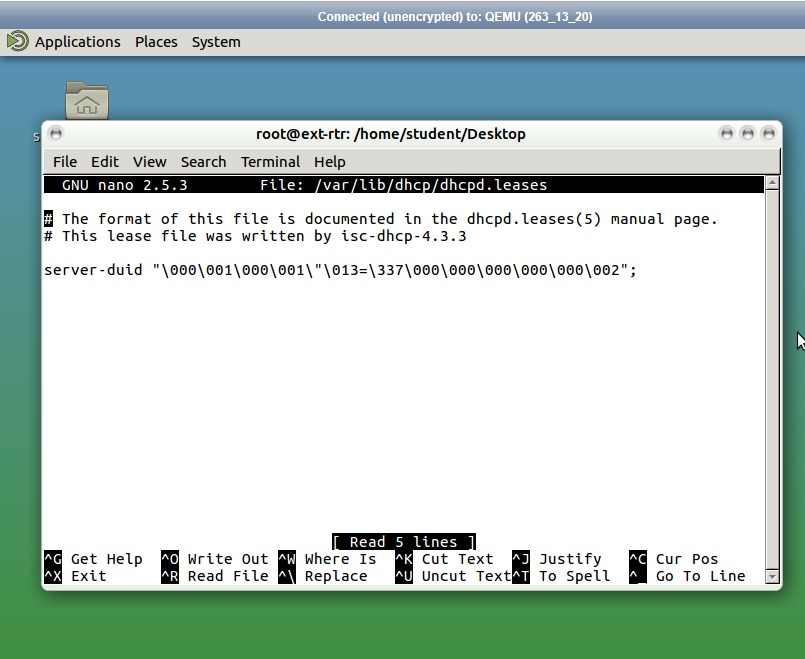 Connected (unencrypted) to: QEMU (263_13_20)
Applications Places System
s
root@ext-rtr: /home/student/Desktop
File Edit View Search Terminal Help
GNU nano 2.5.3 File: /var/lib/dhcp/dhcpd.leases
# The format of this file is documented in the dhcpd.leases(5) manual page.
# This lease file was written by isc-dhcp-4.3.3
server-duid "\000\001\000\001\"\013=\337\000\000\000\000\000\002";
[ Read 5 lines ]
^G Get Help ^O Write Out ^W Where Is ^K Cut Text ^J Justify ^C Cur Pos
^X Exit ^R Read File ^\ Replace ^U Uncut Text ^T To Spell ^_ Go To Line